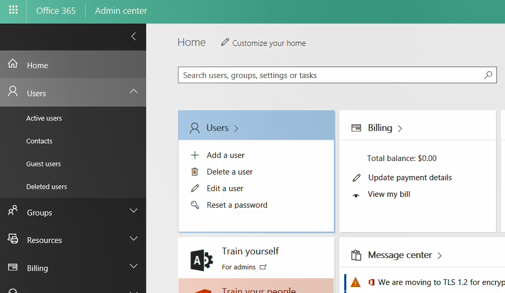 Office 365 Admin center
Home Customize your home
Search users, groups, settings or tasks
Home
Users
Active users
Contacts
Guest users
Deleted users
Groups
Resources
Billing
Users
Add a user
Delete a user
Edit a user
Reset a password
Billing
Total balance: $0.00
Update payment details
View my bill
Train yourself
For admins
Train your people
Message center
We are moving to TLS 1.2 for encryp